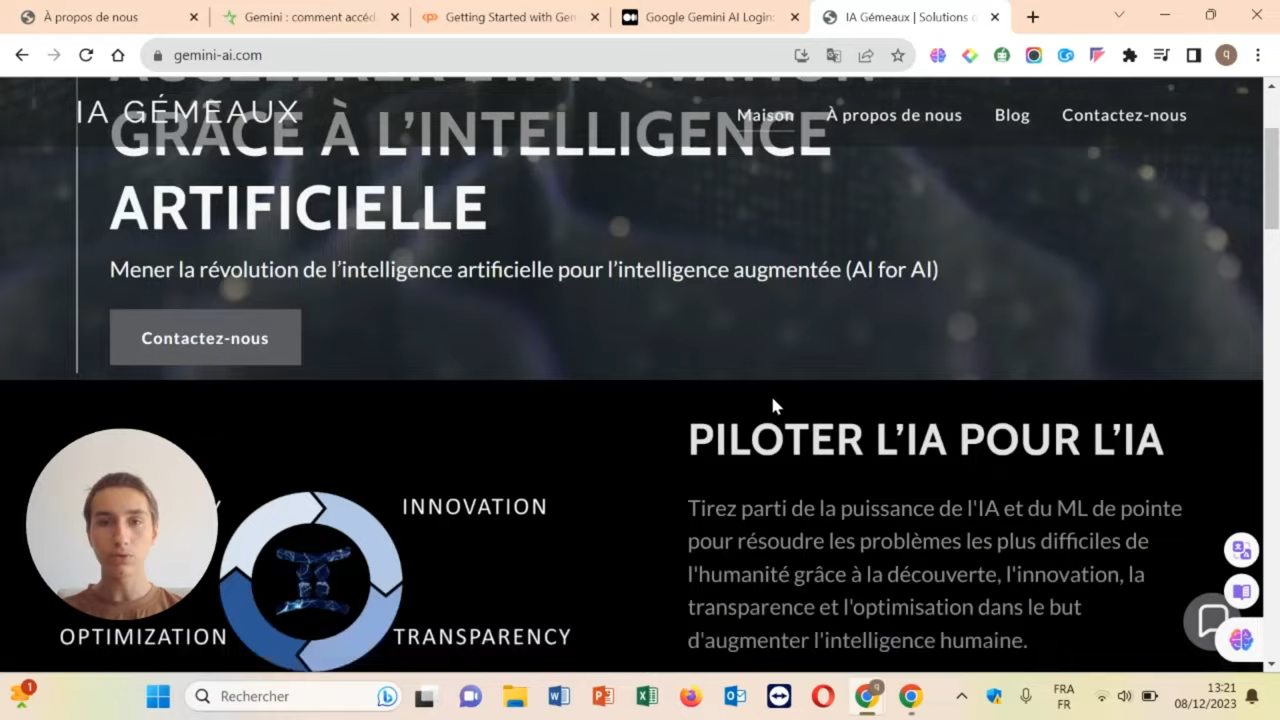 À propos de nous
Gemini : comment accéd
Getting Started with Gem
Google Gemini AI Login:
IA Gémeaux | Solutions
gemini-ai.com
q
IA GÉMEAUX
Maison
À propos de nous
Blog
Contactez-nous
ACCÉLÉRER L'INNOVATION
GRÂCE À L’INTELLIGENCE
ARTIFICIELLE
Mener la révolution de l’intelligence artificielle pour l’intelligence augmentée (AI for AI)
Contactez-nous
PILOTER L’IA POUR L’IA
Tirez parti de la puissance de l'IA et du ML de pointe
pour résoudre les problèmes les plus difficiles de
l'humanité grâce à la découverte, l'innovation, la
transparence et l'optimisation dans le but
d'augmenter l'intelligence humaine.
INNOVATION
OPTIMIZATION
TRANSPARENCY
1
Rechercher
FRA
FR
13:21
08/12/2023